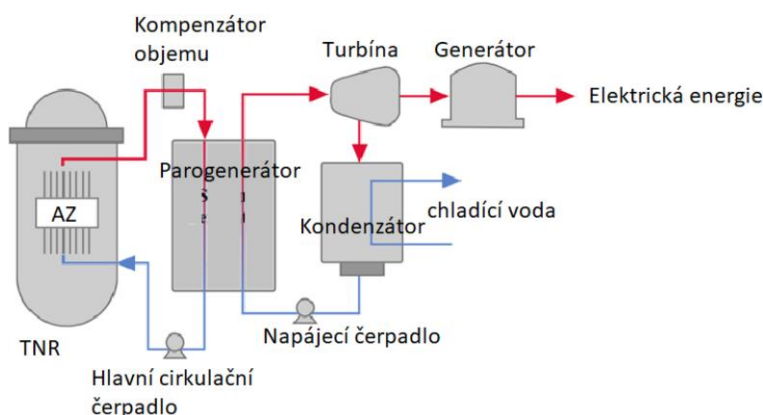 Kompenzátor
objemu
Turbína
Generátor
Elektrická energie
Parogenerátor
AZ
Kondenzátor
chladící voda
TNR
Hlavní cirkulační
čerpadlo
Napájecí čerpadlo